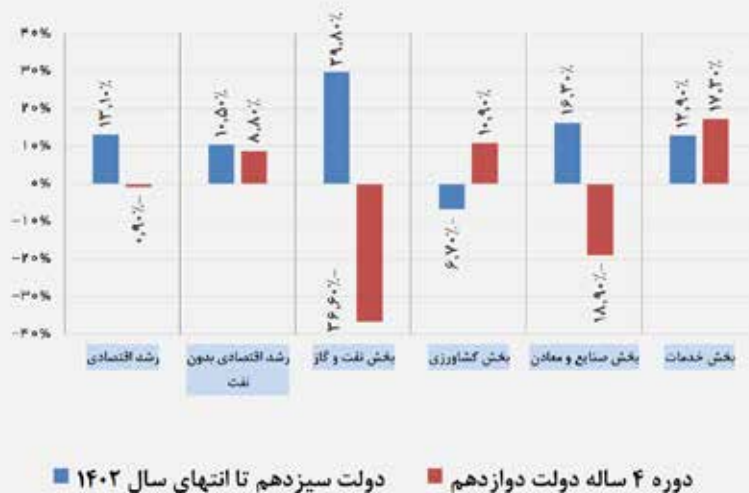 ۴۰%
۳۰%
۲۰%
۱۰%
۰%
-۱۰%
-۲۰%
-۳۰%
-۴۰%
۱۳,۱۰٪
۰,۹۰٪-
۱۰,۵۰٪
۸,۸۰٪
۲۹,۸۰٪
۳۶,۶۰٪-
۶,۷۰٪-
۱۰,۹۰٪
۱۶,۳۰٪
۱۸,۹۰٪-
۱۲,۹۰٪
۱۷,۳۰٪
رشد اقتصادی
رشد اقتصادی بدون
نفت
بخش نفت و گاز
بخش کشاورزی
بخش صنایع و معادن
بخش خدمات
دوره ۴ ساله دولت دوازدهم
دولت سیزدهم تا انتهای سال ۱۴۰۲